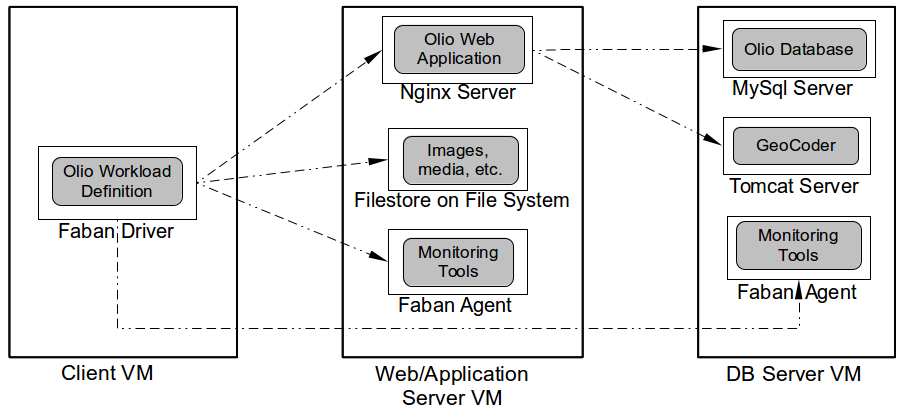 Olio Workload
Definition
Faban Driver
Client VM
Olio Web
Application
Nginx Server
Images,
media, etc.
Filestore on File System
Monitoring
Tools
Faban Agent
Web/Application
Server VM
Olio Database
MySql Server
GeoCoder
Tomcat Server
Monitoring
Tools
Faban Agent
DB Server VM